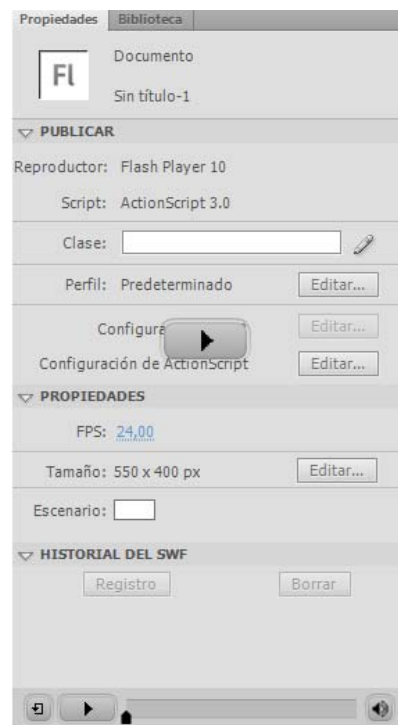 Propiedades Biblioteca
Fl
Documento
Sin título-1
PUBLICAR
Reproductor: Flash Player 10
Script: ActionScript 3.0
Clase:
Perfil: Predeterminado Editar...
Editar...
Configuración de ActionScript Editar...
PROPIEDADES
FPS: 24,00
Tamaño: 550 x 400 px Editar...
Escenario:
HISTORIAL DEL SWF
Registro Borrar